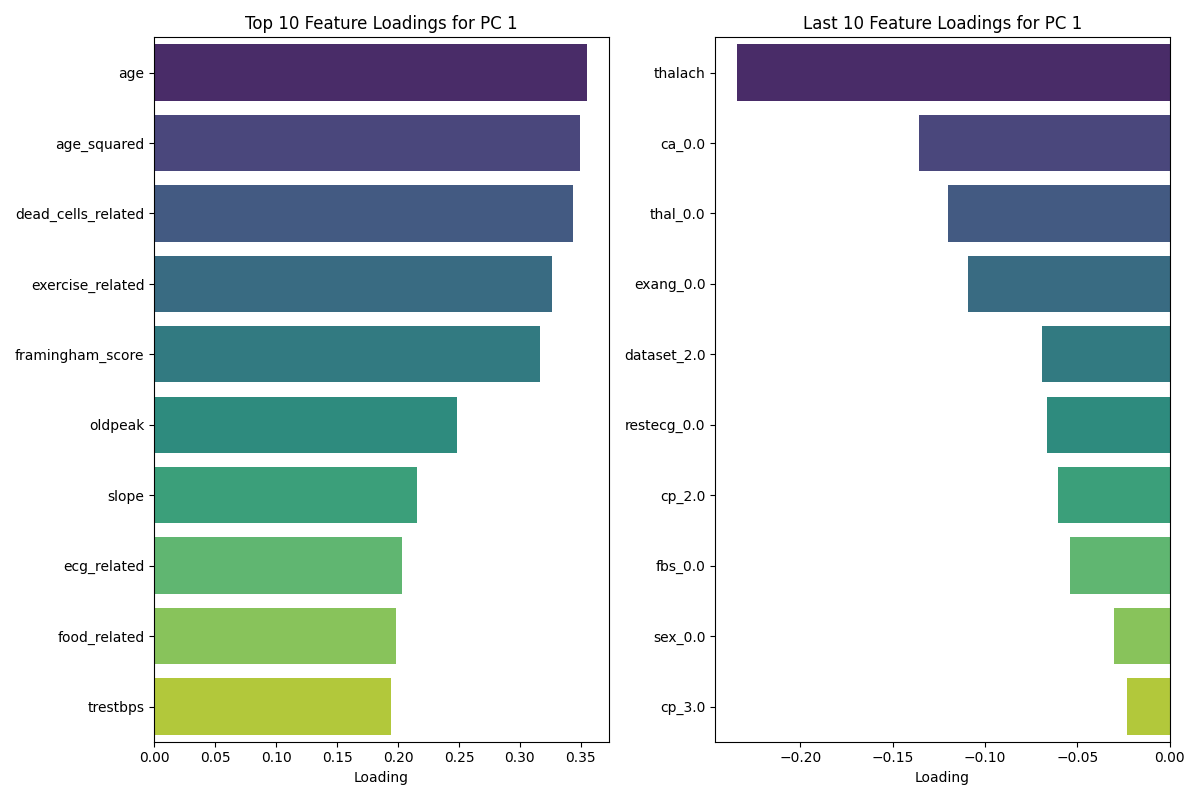 Top 10 Feature Loadings for PC 1
age
age_squared
dead_cells_related
exercise_related
framingham_score
oldpeak
slope
ecg_related
food_related
trestbps
0.00 0.05 0.10 0.15 0.20 0.25 0.30 0.35
Loading
Last 10 Feature Loadings for PC 1
thalach
ca_0.0
thal_0.0
exang_0.0
dataset_2.0
restecg_0.0
cp_2.0
fbs_0.0
sex_0.0
cp_3.0
−0.20 −0.15 −0.10 −0.05 0.00
Loading